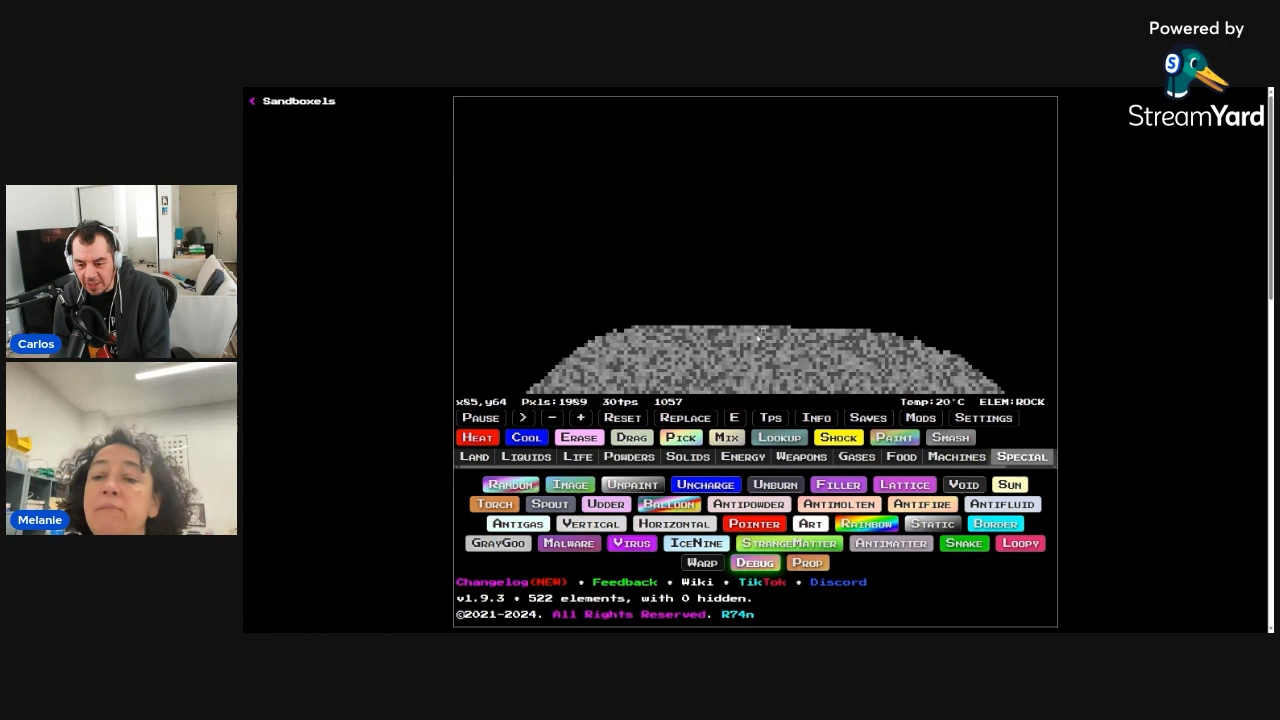 Powered by
StreamYard
< Sandboxels
Carlos
Melanie
x85,y64 Pxls:1989 30tps 1057 Temp:20°C ELEM:ROCK
PAUSE > - + RESET REPLACE E TPS INFO SAVES MODS SETTINGS
HEAT COOL ERASE DRAG PICK MIX LOOKUP SHOCK PAINT SMASH
LAND LIQUIDS LIFE POWDERS SOLIDS ENERGY WEAPONS GASES FOOD MACHINES SPECIAL
RANDOM IMAGE UNPAINT UNCHARGE UNBURN FILLER LATTICE VOID SUN
TORCH SPOUT UDDER BALLOON ANTIPOWDER ANTIMOLTEN ANTIFIRE ANTIFLUID
ANTIGAS VERTICAL HORIZONTAL POINTER ART RAINBOW STATIC BORDER
GRAYGOO MALWARE VIRUS ICENINE STRANGEMATTER ANTIMATTER SNAKE LOOPY
WARP DEBUG PROP
Changelog(NEW) • Feedback • Wiki • TikTok • Discord
v1.9.3 • 522 elements, with 0 hidden.
©2021-2024. All Rights Reserved. R74n